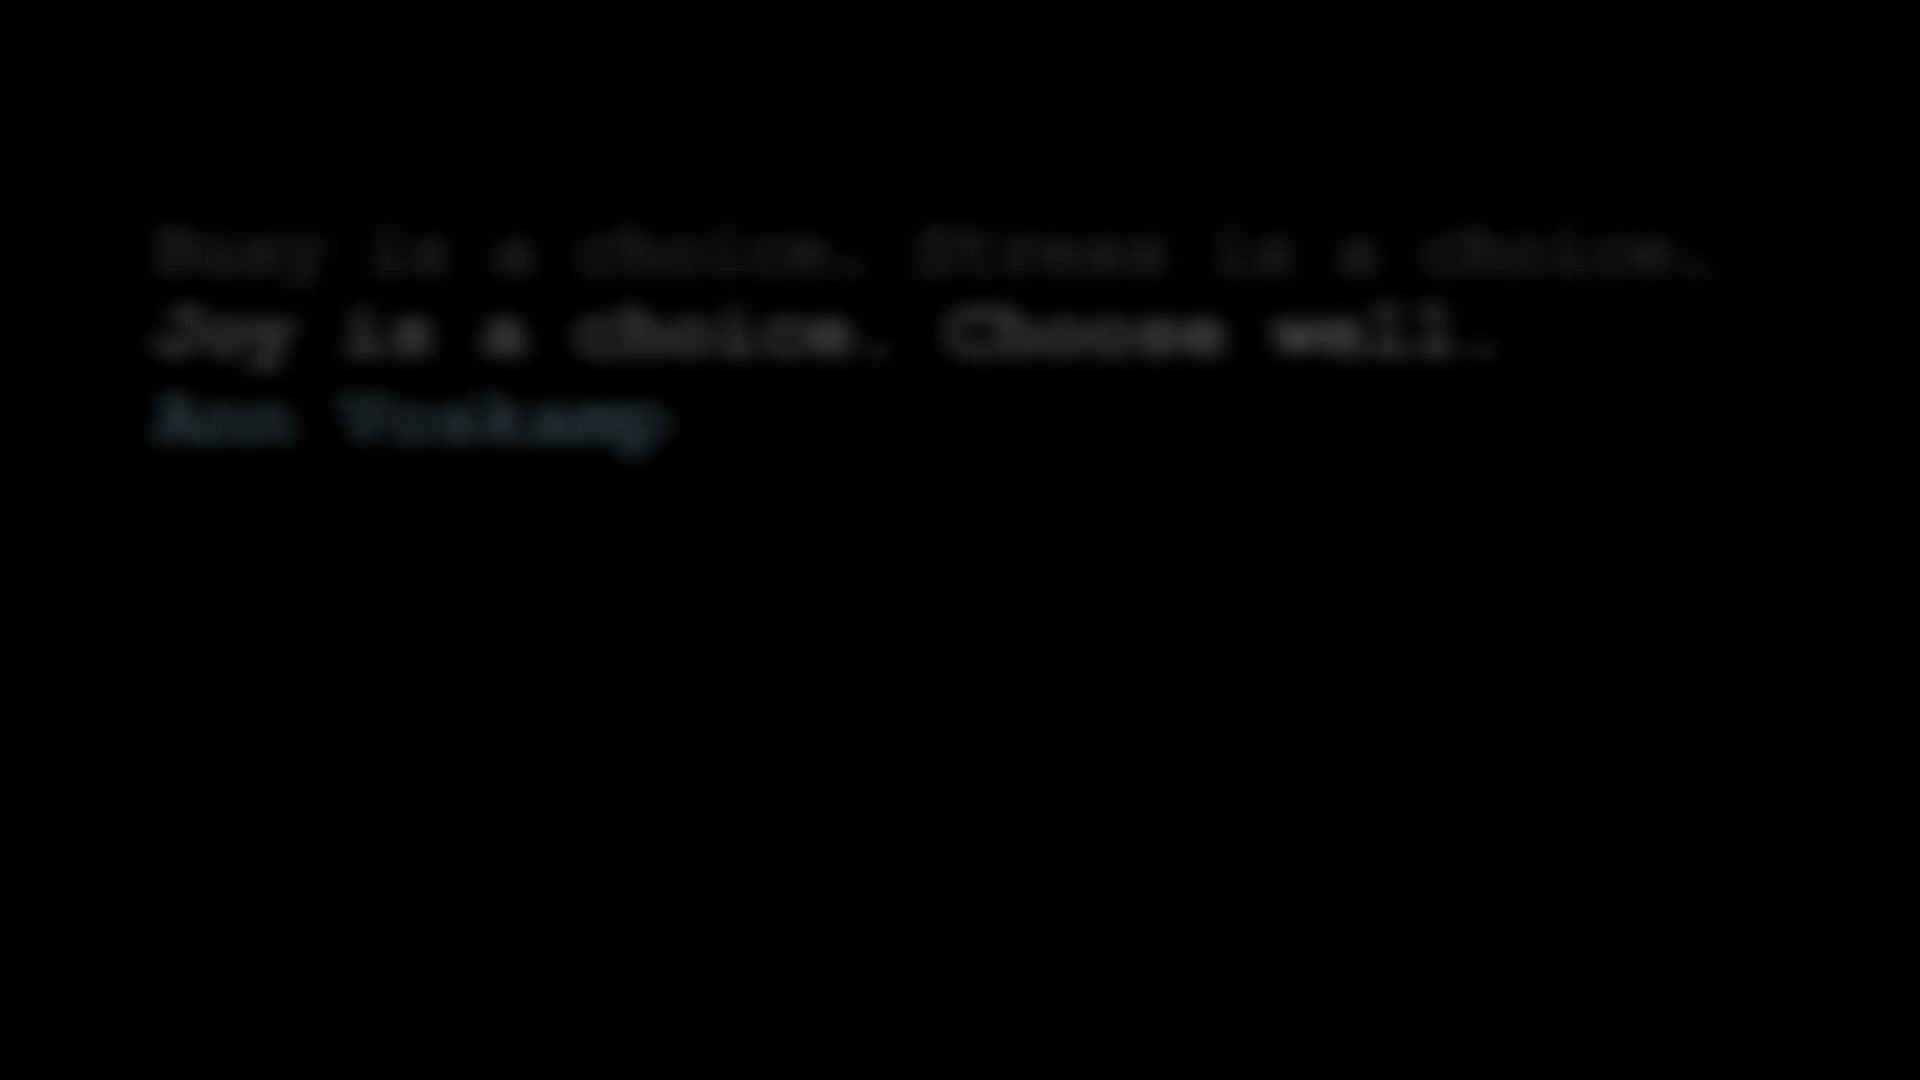 Busy is a choice. Stress is a choice.
Joy is a choice. Choose well.
Ann Voskamp